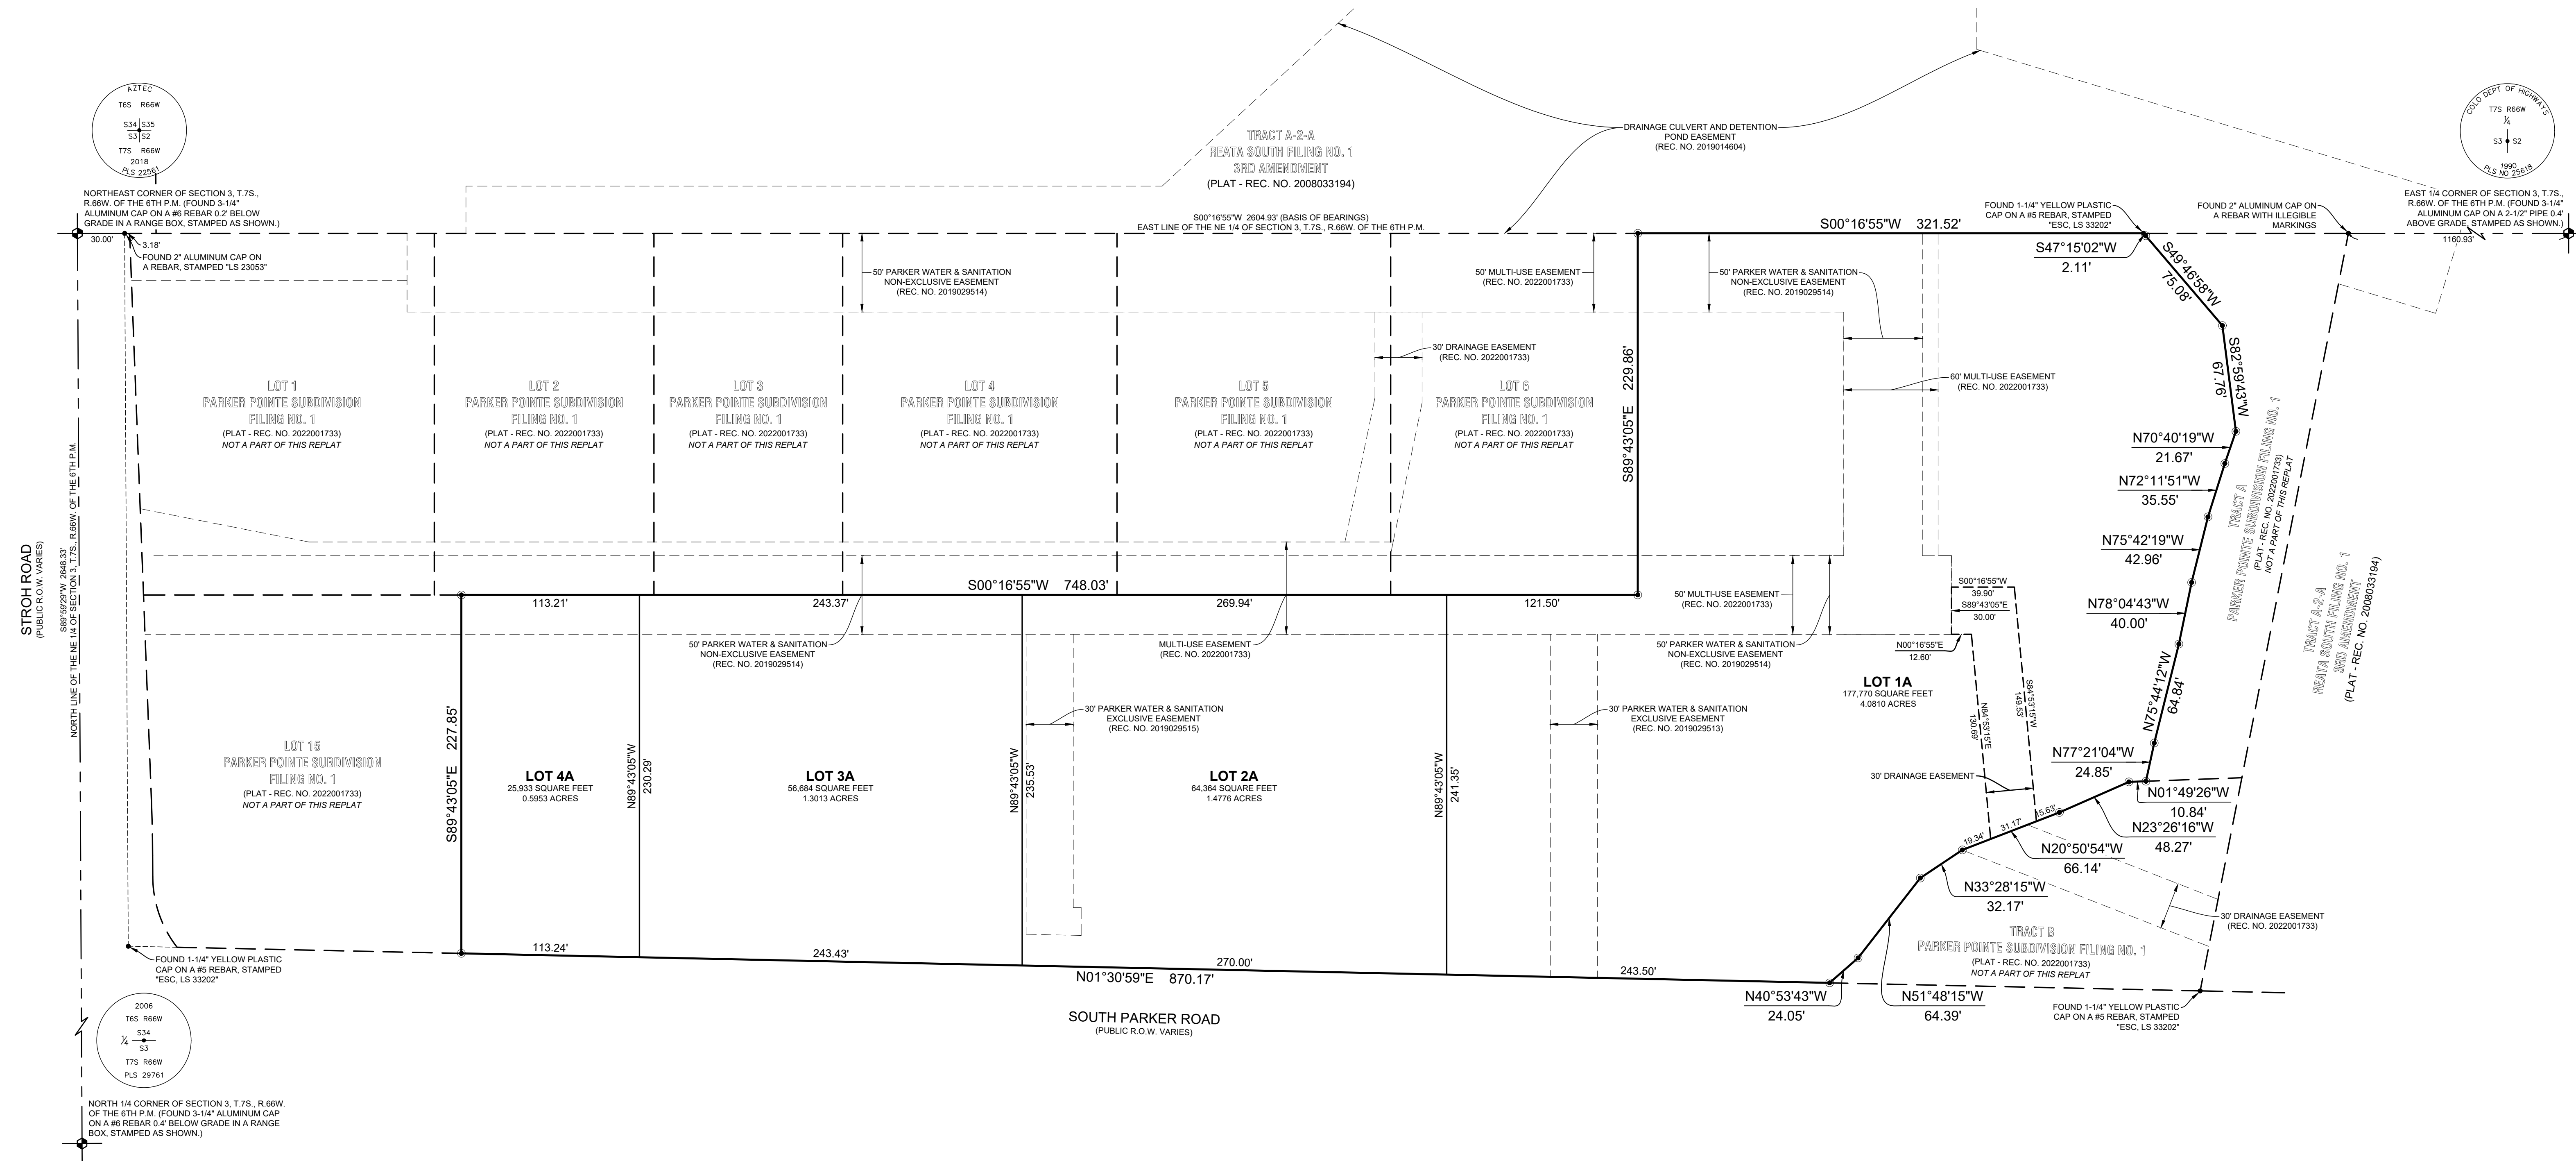 AZTEC
T6S R66W
S34 S35
S3 S2
T7S R66W
2018
PLS 22561
NORTHEAST CORNER OF SECTION 3, T.7S.,
R.66W. OF THE 6TH P.M. (FOUND 3-1/4"
ALUMINUM CAP ON A #6 REBAR 0.2' BELOW
GRADE IN A RANGE BOX, STAMPED AS SHOWN.)
30.00'
3.18'
FOUND 2" ALUMINUM CAP ON
A REBAR, STAMPED "LS 23053"
TRACT A-2-A
REATA SOUTH FILING NO. 1
3RD AMENDMENT
(PLAT - REC. NO. 2008033194)
DRAINAGE CULVERT AND DETENTION
POND EASEMENT
(REC. NO. 2019014604)
S00°16'55"W 2604.93' (BASIS OF BEARINGS)
EAST LINE OF THE NE 1/4 OF SECTION 3, T.7S., R.66W. OF THE 6TH P.M.
S00°16'55"W 321.52'
FOUND 1-1/4" YELLOW PLASTIC
CAP ON A #5 REBAR, STAMPED
"ESC, LS 33202"
FOUND 2" ALUMINUM CAP ON
A REBAR WITH ILLEGIBLE
MARKINGS
COLO DEPT OF HIGHWAYS
T7S R66W
1/4
S3 S2
1990
PLS NO 25618
EAST 1/4 CORNER OF SECTION 3, T.7S.,
R.66W. OF THE 6TH P.M. (FOUND 3-1/4"
ALUMINUM CAP ON A 2-1/2" PIPE 0.4'
ABOVE GRADE, STAMPED AS SHOWN.)
1160.93'
S47°15'02"W
2.11'
S49°46'58"W
75.08'
S82°59'43"W
67.76'
50' PARKER WATER & SANITATION
NON-EXCLUSIVE EASEMENT
(REC. NO. 2019029514)
50' MULTI-USE EASEMENT
(REC. NO. 2022001733)
50' PARKER WATER & SANITATION
NON-EXCLUSIVE EASEMENT
(REC. NO. 2019029514)
30' DRAINAGE EASEMENT
(REC. NO. 2022001733)
60' MULTI-USE EASEMENT
(REC. NO. 2022001733)
S89°43'05"E 229.86'
LOT 1
PARKER POINTE SUBDIVISION
FILING NO. 1
(PLAT - REC. NO. 2022001733)
NOT A PART OF THIS REPLAT
LOT 2
PARKER POINTE SUBDIVISION
FILING NO. 1
(PLAT - REC. NO. 2022001733)
NOT A PART OF THIS REPLAT
LOT 3
PARKER POINTE SUBDIVISION
FILING NO. 1
(PLAT - REC. NO. 2022001733)
NOT A PART OF THIS REPLAT
LOT 4
PARKER POINTE SUBDIVISION
FILING NO. 1
(PLAT - REC. NO. 2022001733)
NOT A PART OF THIS REPLAT
LOT 5
PARKER POINTE SUBDIVISION
FILING NO. 1
(PLAT - REC. NO. 2022001733)
NOT A PART OF THIS REPLAT
LOT 6
PARKER POINTE SUBDIVISION
FILING NO. 1
(PLAT - REC. NO. 2022001733)
NOT A PART OF THIS REPLAT
N70°40'19"W
21.67'
N72°11'51"W
35.55'
N75°42'19"W
42.96'
N78°04'43"W
40.00'
N75°44'12"W
64.84'
N77°21'04"W
24.85'
N01°49'26"W
10.84'
N23°26'16"W
48.27'
N20°50'54"W
66.14'
N33°28'15"W
32.17'
N51°48'15"W
64.39'
N40°53'43"W
24.05'
TRACT A
PARKER POINTE SUBDIVISION FILING NO. 1
(PLAT - REC. NO. 2022001733)
NOT A PART OF THIS REPLAT
TRACT A-2-A
REATA SOUTH FILING NO. 1
3RD AMENDMENT
(PLAT - REC. NO. 2008033194)
STROH ROAD
(PUBLIC R.O.W. VARIES)
S89°59'29"W 2648.33'
NORTH LINE OF THE NE 1/4 OF SECTION 3, T.7S., R.66W. OF THE 6TH P.M.
S00°16'55"W 748.03'
113.21'
243.37'
269.94'
121.50'
50' PARKER WATER & SANITATION
NON-EXCLUSIVE EASEMENT
(REC. NO. 2019029514)
MULTI-USE EASEMENT
(REC. NO. 2022001733)
50' MULTI-USE EASEMENT
(REC. NO. 2022001733)
50' PARKER WATER & SANITATION
NON-EXCLUSIVE EASEMENT
(REC. NO. 2019029514)
S00°16'55"W
39.90'
S89°43'05"E
30.00'
N00°16'55"E
12.60'
S84°53'15"W
149.53'
N84°53'15"E
130.69'
LOT 1A
177,770 SQUARE FEET
4.0810 ACRES
30' PARKER WATER & SANITATION
EXCLUSIVE EASEMENT
(REC. NO. 2019029515)
30' PARKER WATER & SANITATION
EXCLUSIVE EASEMENT
(REC. NO. 2019029513)
30' DRAINAGE EASEMENT
LOT 15
PARKER POINTE SUBDIVISION
FILING NO. 1
(PLAT - REC. NO. 2022001733)
NOT A PART OF THIS REPLAT
S89°43'05"E 227.85'
LOT 4A
25,933 SQUARE FEET
0.5953 ACRES
N89°43'05"W
230.29'
LOT 3A
56,684 SQUARE FEET
1.3013 ACRES
N89°43'05"W
235.53'
LOT 2A
64,364 SQUARE FEET
1.4776 ACRES
N89°43'05"W
241.35'
19.34'
31.17'
15.63'
30' DRAINAGE EASEMENT
(REC. NO. 2022001733)
TRACT B
PARKER POINTE SUBDIVISION FILING NO. 1
(PLAT - REC. NO. 2022001733)
NOT A PART OF THIS REPLAT
113.24'
243.43'
270.00'
243.50'
N01°30'59"E 870.17'
SOUTH PARKER ROAD
(PUBLIC R.O.W. VARIES)
FOUND 1-1/4" YELLOW PLASTIC
CAP ON A #5 REBAR, STAMPED
"ESC, LS 33202"
FOUND 1-1/4" YELLOW PLASTIC
CAP ON A #5 REBAR, STAMPED
"ESC, LS 33202"
2006
T6S R66W
S34
1/4
S3
T7S R66W
PLS 29761
NORTH 1/4 CORNER OF SECTION 3, T.7S., R.66W.
OF THE 6TH P.M. (FOUND 3-1/4" ALUMINUM CAP
ON A #6 REBAR 0.4' BELOW GRADE IN A RANGE
BOX, STAMPED AS SHOWN.)